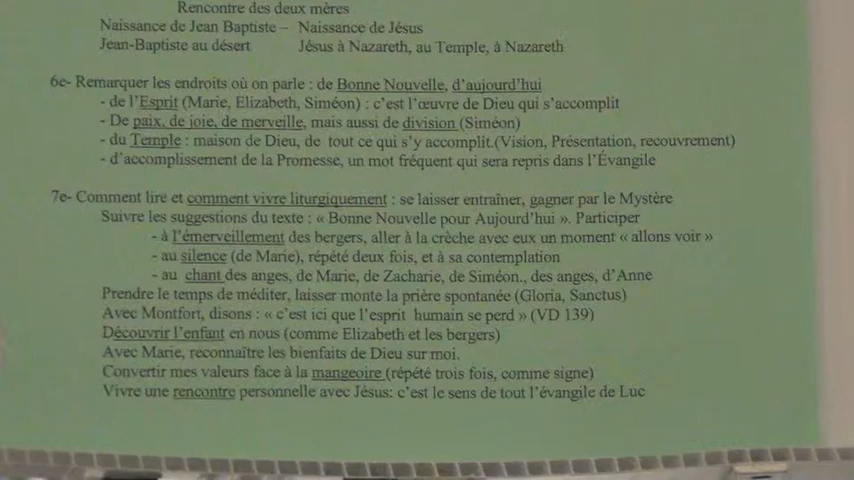 Rencontre des deux mères
Naissance de Jean Baptiste – Naissance de Jésus
Jean-Baptiste au désert Jésus à Nazareth, au Temple, à Nazareth
6e- Remarquer les endroits où on parle : de Bonne Nouvelle, d'aujourd'hui
- de l'Esprit (Marie, Elizabeth, Siméon) : c'est l'œuvre de Dieu qui s'accomplit
- De paix, de joie, de merveille, mais aussi de division (Siméon)
- du Temple : maison de Dieu, de tout ce qui s'y accomplit.(Vision, Présentation, recouvrement)
- d'accomplissement de la Promesse, un mot fréquent qui sera repris dans l'Évangile
7e- Comment lire et comment vivre liturgiquement : se laisser entraîner, gagner par le Mystère
Suivre les suggestions du texte : « Bonne Nouvelle pour Aujourd'hui ». Participer
- à l'émerveillement des bergers, aller à la crèche avec eux un moment « allons voir »
- au silence (de Marie), répété deux fois, et à sa contemplation
- au chant des anges, de Marie, de Zacharie, de Siméon., des anges, d'Anne
Prendre le temps de méditer, laisser monte la prière spontanée (Gloria, Sanctus)
Avec Montfort, disons : « c'est ici que l'esprit humain se perd » (VD 139)
Découvrir l'enfant en nous (comme Elizabeth et les bergers)
Avec Marie, reconnaître les bienfaits de Dieu sur moi.
Convertir mes valeurs face à la mangeoire (répété trois fois, comme signe)
Vivre une rencontre personnelle avec Jésus: c'est le sens de tout l'évangile de Luc